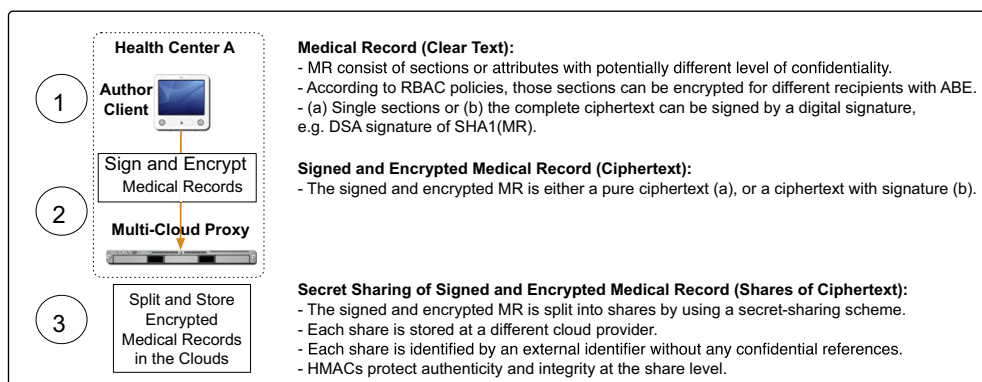 Health Center A
1
Author
Client
Sign and Encrypt
Medical Records
2
Multi-Cloud Proxy
3
Split and Store
Encrypted
Medical Records
in the Clouds
Medical Record (Clear Text):
- MR consist of sections or attributes with potentially different level of confidentiality.
- According to RBAC policies, those sections can be encrypted for different recipients with ABE.
- (a) Single sections or (b) the complete ciphertext can be signed by a digital signature,
e.g. DSA signature of SHA1(MR).
Signed and Encrypted Medical Record (Ciphertext):
- The signed and encrypted MR is either a pure ciphertext (a), or a ciphertext with signature (b).
Secret Sharing of Signed and Encrypted Medical Record (Shares of Ciphertext):
- The signed and encrypted MR is split into shares by using a secret-sharing scheme.
- Each share is stored at a different cloud provider.
- Each share is identified by an external identifier without any confidential references.
- HMACs protect authenticity and integrity at the share level.